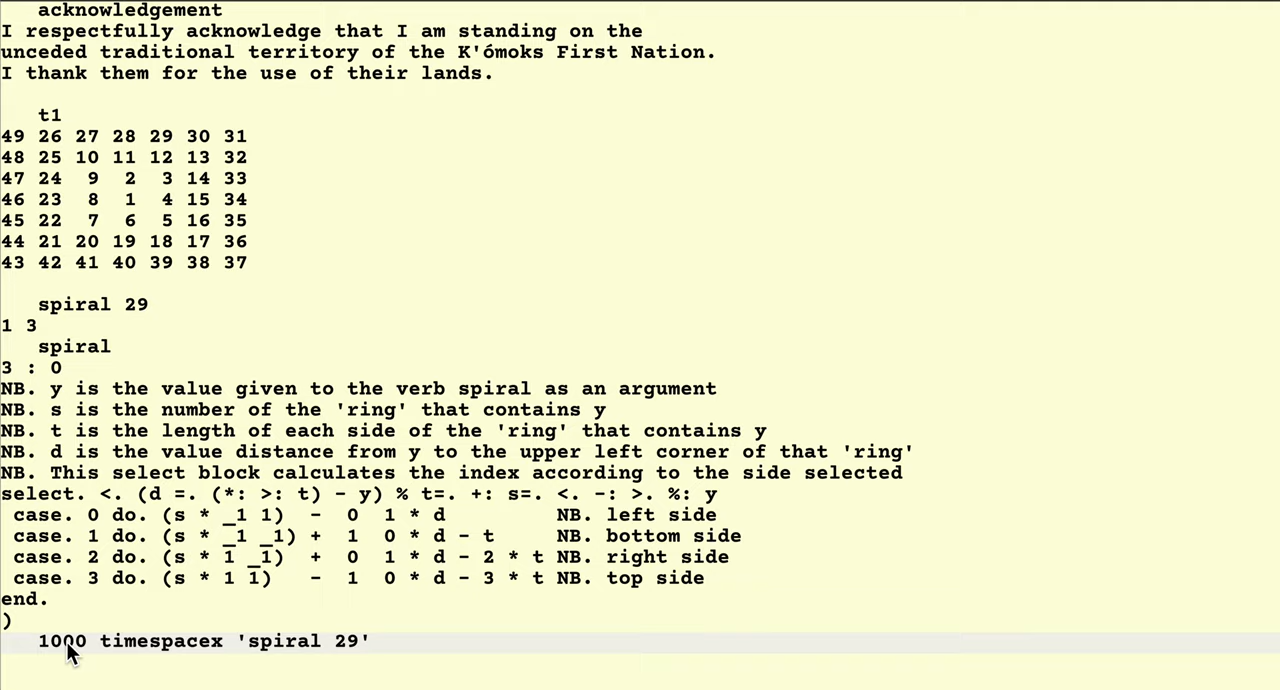 acknowledgement
I respectfully acknowledge that I am standing on the
unceded traditional territory of the K'ómoks First Nation.
I thank them for the use of their lands.

   t1
49 26 27 28 29 30 31
48 25 10 11 12 13 32
47 24  9  2  3 14 33
46 23  8  1  4 15 34
45 22  7  6  5 16 35
44 21 20 19 18 17 36
43 42 41 40 39 38 37

   spiral 29
1 3
   spiral
3 : 0
NB. y is the value given to the verb spiral as an argument
NB. s is the number of the 'ring' that contains y
NB. t is the length of each side of the 'ring' that contains y
NB. d is the value distance from y to the upper left corner of that 'ring'
NB. This select block calculates the index according to the side selected
select. <. (d =. (*: >: t) - y) % t=. +: s=. <. -: >. %: y
 case. 0 do. (s * _1 1)  -  0  1 * d         NB. left side
 case. 1 do. (s * _1 _1) +  1  0 * d - t     NB. bottom side
 case. 2 do. (s * 1 _1)  +  0  1 * d - 2 * t NB. right side
 case. 3 do. (s * 1 1)   -  1  0 * d - 3 * t NB. top side
end.
)
   1000 timespacex 'spiral 29'